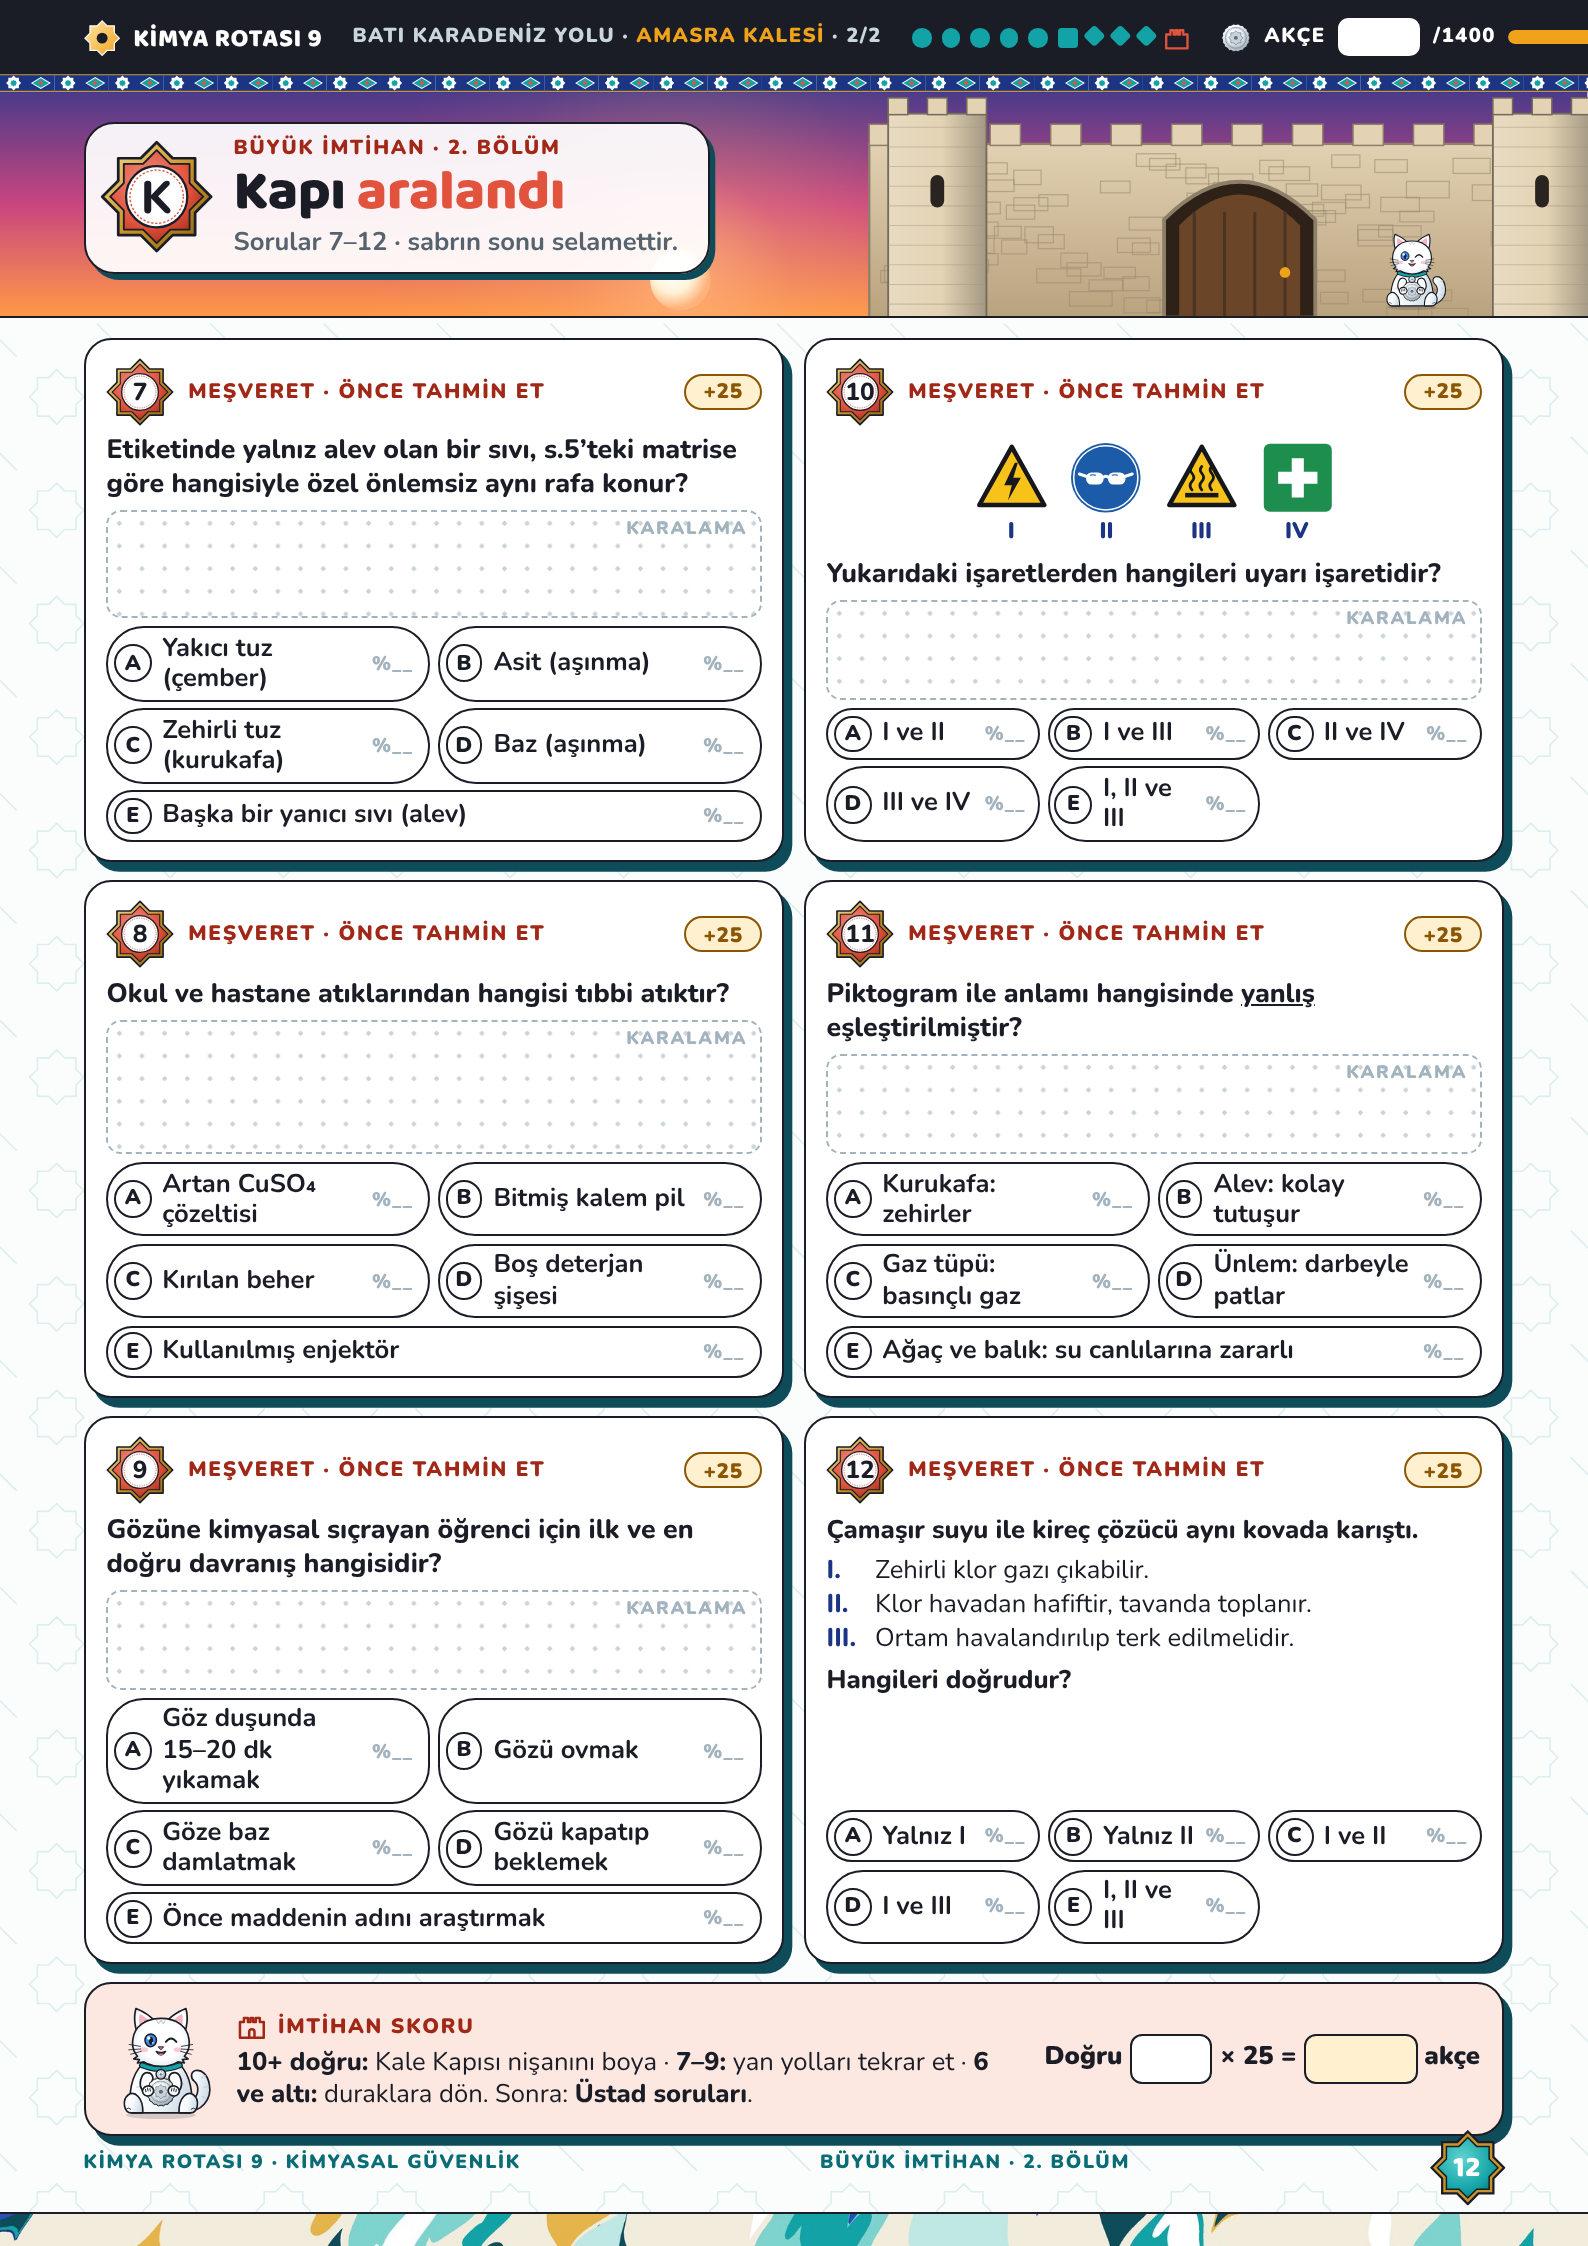 KİMYA ROTASI 9
BATI KARADENİZ YOLU · AMASRA KALESİ · 2/2
AKÇE
/1400
BÜYÜK İMTİHAN · 2. BÖLÜM
K
Kapı aralandı
Sorular 7–12 · sabrın sonu selamettir.
7
MEŞVERET · ÖNCE TAHMİN ET
+25
Etiketinde yalnız alev olan bir sıvı, s.5’teki matrise
göre hangisiyle özel önlemsiz aynı rafa konur?
KARALAMA
A Yakıcı tuz
(çember) %__
B Asit (aşınma) %__
C Zehirli tuz
(kurukafa) %__
D Baz (aşınma) %__
E Başka bir yanıcı sıvı (alev) %__
8
MEŞVERET · ÖNCE TAHMİN ET
+25
Okul ve hastane atıklarından hangisi tıbbi atıktır?
KARALAMA
A Artan CuSO₄
çözeltisi %__
B Bitmiş kalem pil %__
C Kırılan beher %__
D Boş deterjan
şişesi %__
E Kullanılmış enjektör %__
9
MEŞVERET · ÖNCE TAHMİN ET
+25
Gözüne kimyasal sıçrayan öğrenci için ilk ve en
doğru davranış hangisidir?
KARALAMA
A Göz duşunda
15–20 dk
yıkamak %__
B Gözü ovmak %__
C Göze baz
damlatmak %__
D Gözü kapatıp
beklemek %__
E Önce maddenin adını araştırmak %__
10
MEŞVERET · ÖNCE TAHMİN ET
+25
I II III IV
Yukarıdaki işaretlerden hangileri uyarı işaretidir?
KARALAMA
A I ve II %__
B I ve III %__
C II ve IV %__
D III ve IV %__
E I, II ve
III %__
11
MEŞVERET · ÖNCE TAHMİN ET
+25
Piktogram ile anlamı hangisinde yanlış
eşleştirilmiştir?
KARALAMA
A Kurukafa:
zehirler %__
B Alev: kolay
tutuşur %__
C Gaz tüpü:
basınçlı gaz %__
D Ünlem: darbeyle
patlar %__
E Ağaç ve balık: su canlılarına zararlı %__
12
MEŞVERET · ÖNCE TAHMİN ET
+25
Çamaşır suyu ile kireç çözücü aynı kovada karıştı.
I. Zehirli klor gazı çıkabilir.
II. Klor havadan hafiftir, tavanda toplanır.
III. Ortam havalandırılıp terk edilmelidir.
Hangileri doğrudur?
A Yalnız I %__
B Yalnız II %__
C I ve II %__
D I ve III %__
E I, II ve
III %__
İMTİHAN SKORU
10+ doğru: Kale Kapısı nişanını boya · 7–9: yan yolları tekrar et · 6
ve altı: duraklara dön. Sonra: Üstad soruları.
Doğru × 25 = akçe
KİMYA ROTASI 9 · KİMYASAL GÜVENLİK
BÜYÜK İMTİHAN · 2. BÖLÜM
12